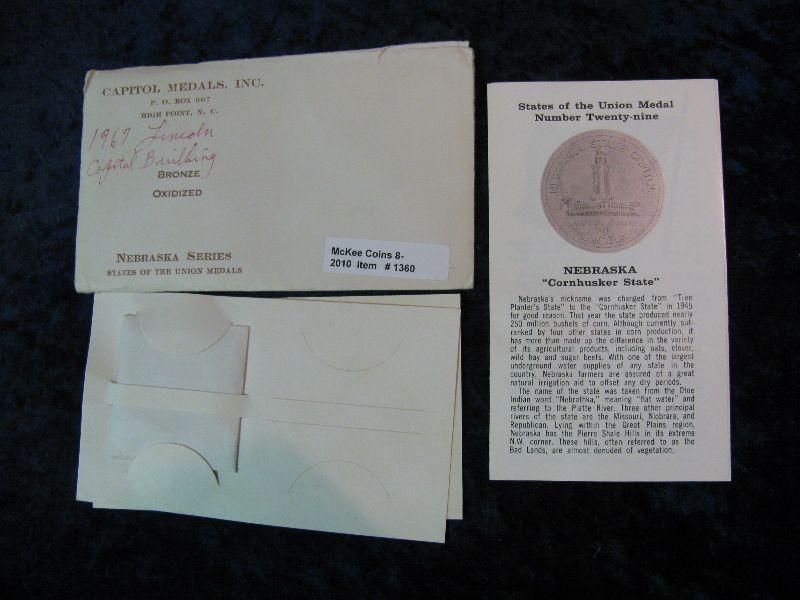 CAPITOL MEDALS, INC.
P. O. BOX 667
HIGH POINT, N. C.
1967 Lincoln
Capital Building
BRONZE
OXIDIZED
NEBRASKA SERIES
STATES OF THE UNION MEDALS
McKee Coins 8-
2010 Item # 1360
States of the Union Medal
Number Twenty-nine
NEBRASKA STATE CAPITOL
LINCOLN
NEBRASKA
"Cornhusker State"
Nebraska's nickname was changed from "Tree
Planter's State" to the "Cornhusker State" in 1945
for good reason. That year the state produced nearly
250 million bushels of corn. Although currently out-
ranked by four other states in corn production, it
has more than made up the difference in the variety
of its agricultural products, including oats, clover,
wild hay and sugar beets. With one of the largest
underground water supplies of any state in the
country, Nebraska farmers are assured of a great
natural irrigation aid to offset any dry periods.
The name of the state was taken from the Otoe
Indian word "Nebrathka," meaning "flat water" and
referring to the Platte River. Three other principal
rivers of the state are the Missouri, Niobrara, and
Republican. Lying within the Great Plains region,
Nebraska has the Pierre Shale Hills in its extreme
N.W. corner. These hills, often referred to as the
Bad Lands, are almost denuded of vegetation.